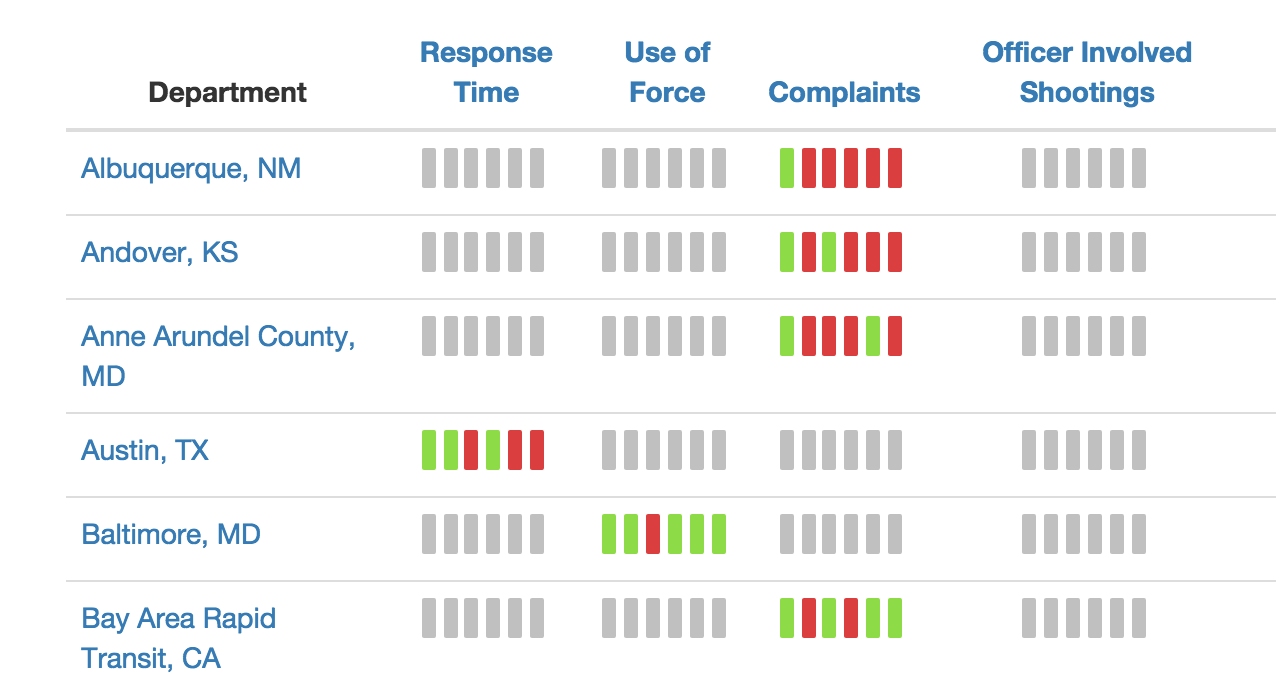 Department
Response
Time
Use of
Force
Complaints
Officer Involved
Shootings
Albuquerque, NM
Andover, KS
Anne Arundel County,
MD
Austin, TX
Baltimore, MD
Bay Area Rapid
Transit, CA